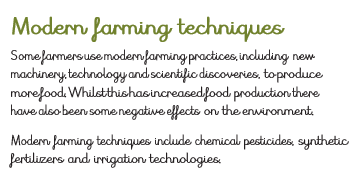 Modern farming techniques
Some farmers use modern farming practices, including new
machinery, technology and scientific discoveries, to produce
more food. Whilst this has increased food production there
have also been some negative effects on the environment.
Modern farming techniques include chemical pesticides, synthetic
fertilizers and irrigation technologies.